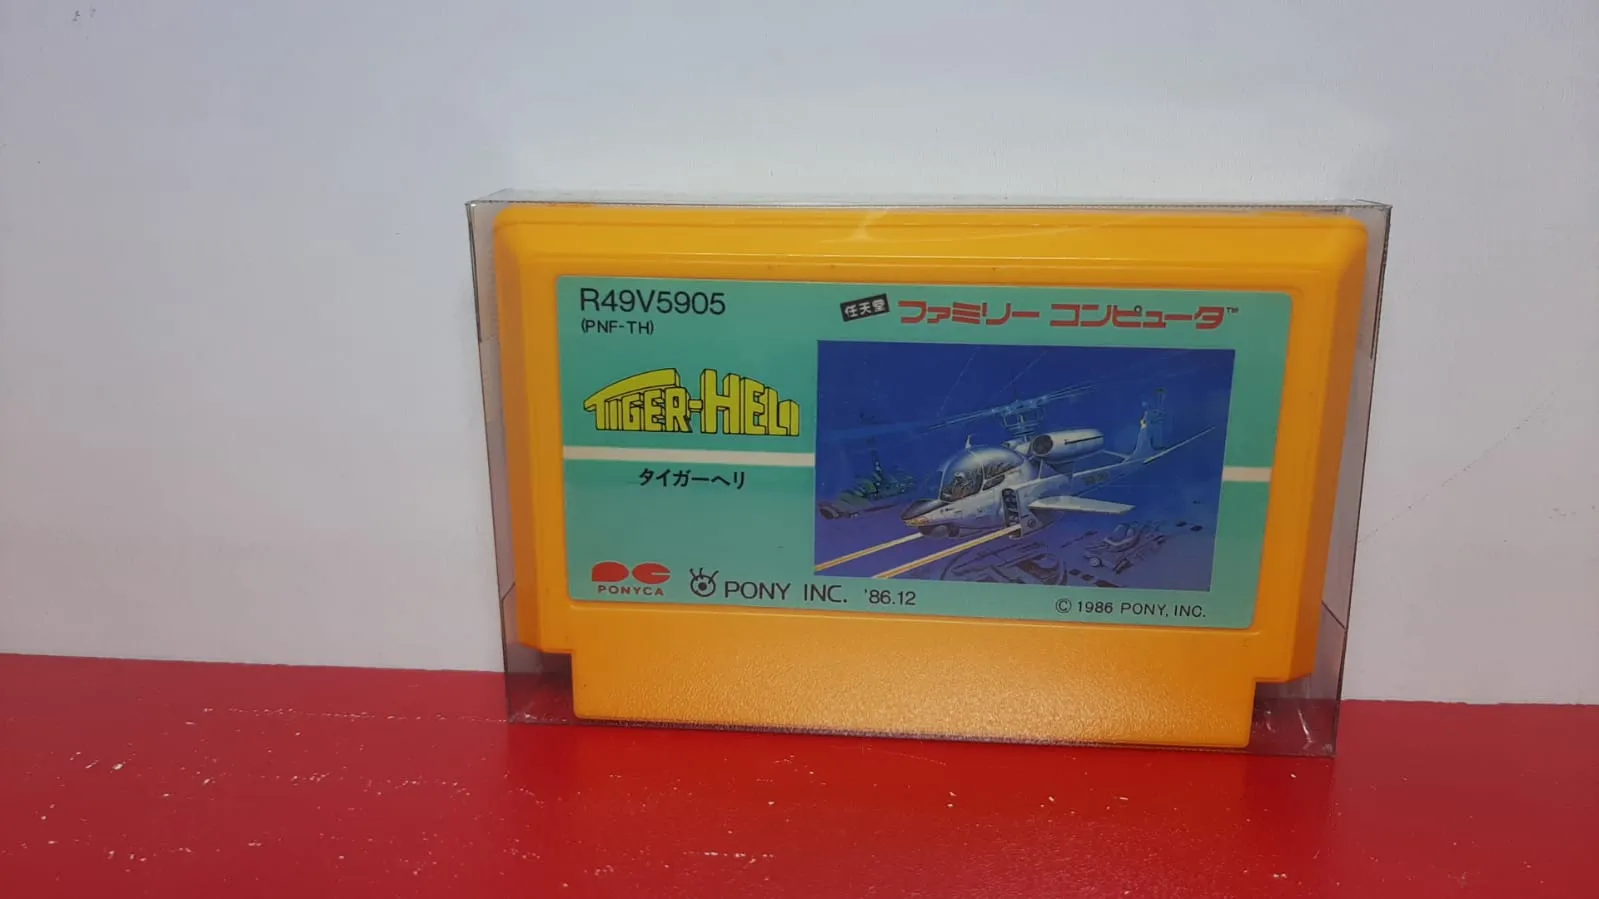 R49V5905
(PNF-TH)
任天堂 ファミリー コンピュータ™
TIGER-HELI
タイガーヘリ
PC
PONYCA
PONY INC. '86.12
© 1986 PONY, INC.